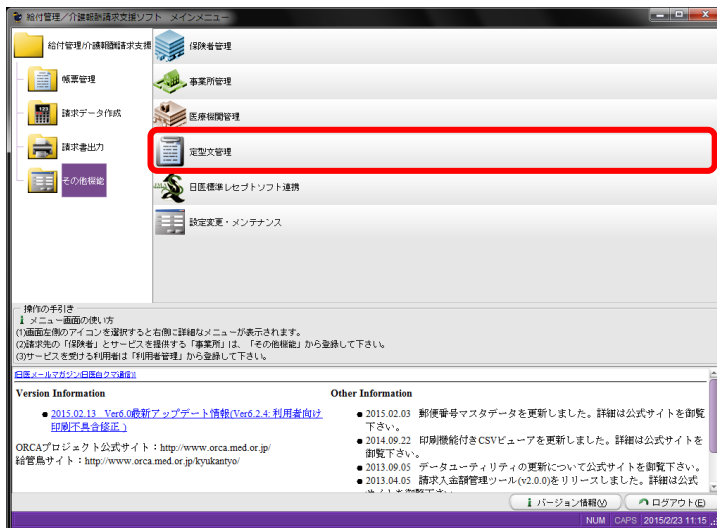 給付管理／介護報酬請求支援ソフト メインメニュー
給付管理/介護報酬請求支援
帳票管理
請求データ作成
請求書出力
その他機能
保険者管理
事業所管理
医療機関管理
定型文管理
日医標準レセプトソフト連携
設定変更・メンテナンス
操作の手引き
メニュー画面の使い方
(1)画面左側のアイコンを選択すると右側に詳細なメニューが表示されます。
(2)請求先の「保険者」とサービスを提供する「事業所」は、「その他機能」から登録して下さい。
(3)サービスを受ける利用者は「利用者管理」から登録して下さい。
日医メールマガジン(日医白クマ通信)
Version Information
● 2015.02.13 Ver6.0最新アップデート情報(Ver6.2.4: 利用者向け
印刷不具合修正 )
ORCAプロジェクト公式サイト：http://www.orca.med.or.jp/
給管鳥サイト：http://www.orca.med.or.jp/kyukantyo/
Other Information
● 2015.02.03 郵便番号マスタデータを更新しました。詳細は公式サイトを御覧
下さい。
● 2014.09.22 印刷機能付きCSVビューアを更新しました。詳細は公式サイトを
御覧下さい。
● 2013.09.05 データユーティリティの更新について公式サイトを御覧下さい。
● 2013.04.05 請求入金額管理ツール(v2.0.0)をリリースしました。詳細は公式
バージョン情報(V)
ログアウト(E)
NUM CAPS 2015/2/23 11:15